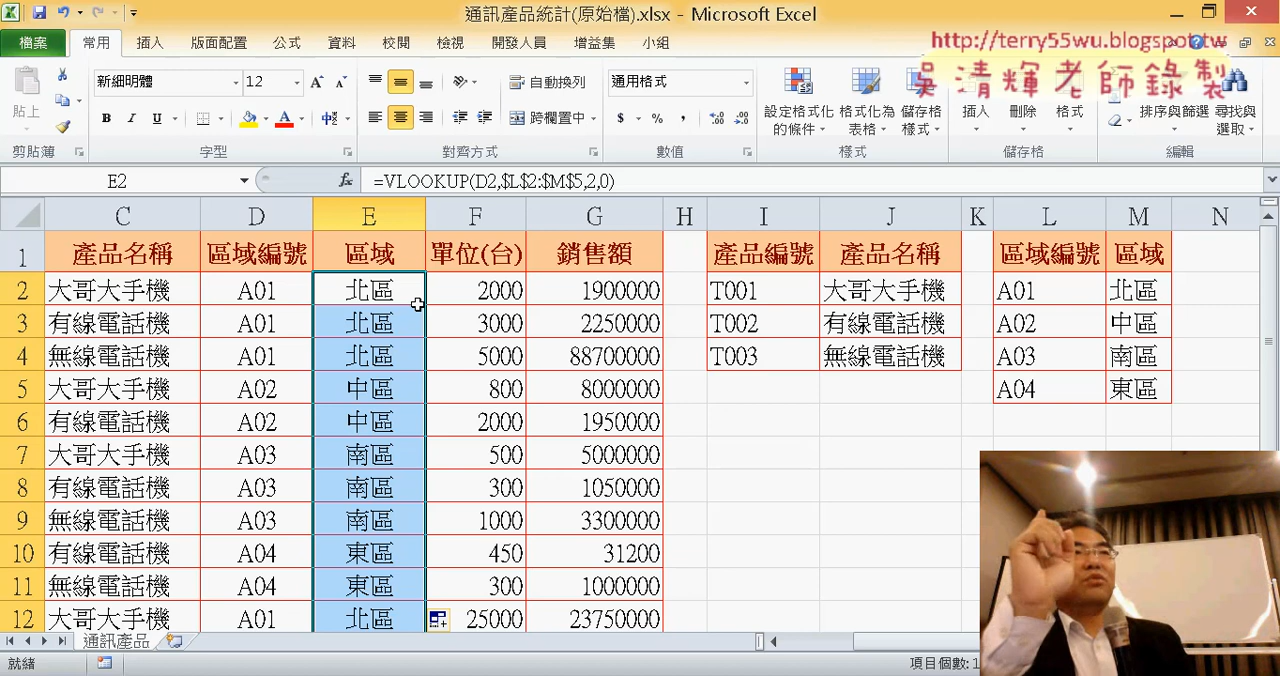 通訊產品統計(原始檔).xlsx - Microsoft Excel
檔案 常用 插入 版面配置 公式 資料 校閱 檢視 開發人員 增益集 小組
http://terry55wu.blogspot.tw
吳清輝老師錄製
新細明體 12 自動換列 通用格式
貼上 B I U A 中 跨欄置中 $ % , 設定格式化的條件 格式化為表格 儲存格樣式 插入 刪除 格式 排序與篩選 尋找與選取
剪貼簿 字型 對齊方式 數值 樣式 儲存格 編輯
E2 fx =VLOOKUP(D2,$L$2:$M$5,2,0)
C D E F G H I J K L M N
1 產品名稱 區域編號 區域 單位(台) 銷售額 產品編號 產品名稱 區域編號 區域
2 大哥大手機 A01 北區 2000 1900000 T001 大哥大手機 A01 北區
3 有線電話機 A01 北區 3000 2250000 T002 有線電話機 A02 中區
4 無線電話機 A01 北區 5000 88700000 T003 無線電話機 A03 南區
5 大哥大手機 A02 中區 800 8000000 A04 東區
6 有線電話機 A02 中區 2000 1950000
7 大哥大手機 A03 南區 500 5000000
8 有線電話機 A03 南區 300 1050000
9 無線電話機 A03 南區 1000 3300000
10 有線電話機 A04 東區 450 31200
11 無線電話機 A04 東區 300 1000000
12 大哥大手機 A01 北區 25000 23750000
通訊產品
就緒 項目個數: